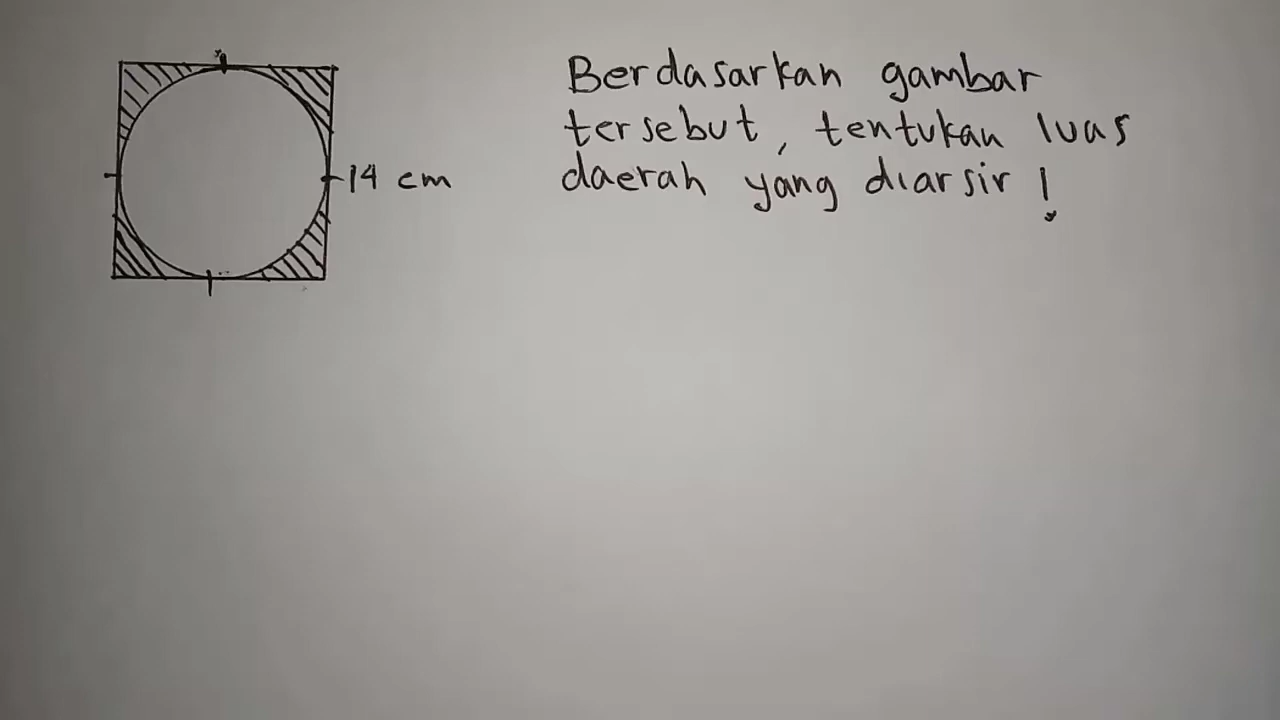 14 cm
Berdasarkan gambar
tersebut, tentukan luas
daerah yang diarsir!